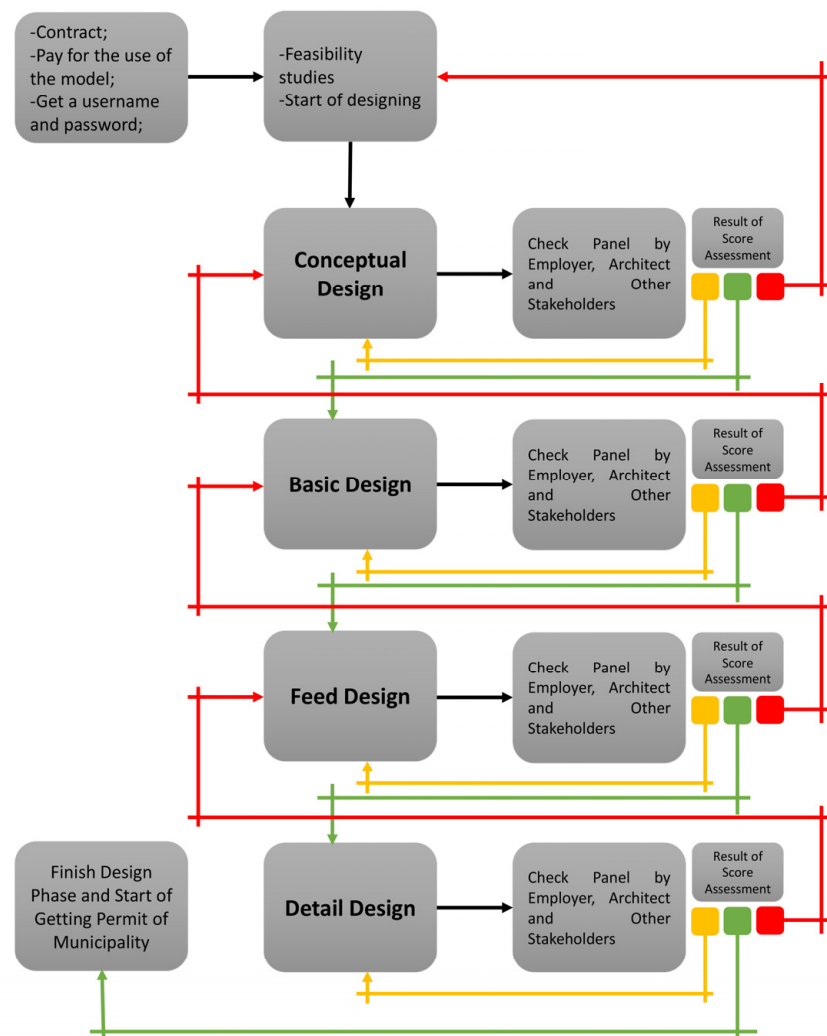 -Contract;
-Pay for the use of
the model;
-Get a username
and password;
-Feasibility
studies
-Start of designing
Conceptual
Design
Check Panel by
Employer, Architect
and Other
Stakeholders
Result of
Score
Assessment
Basic Design
Check Panel by
Employer, Architect
and Other
Stakeholders
Result of
Score
Assessment
Feed Design
Check Panel by
Employer, Architect
and Other
Stakeholders
Result of
Score
Assessment
Finish Design
Phase and Start of
Getting Permit of
Municipality
Detail Design
Check Panel by
Employer, Architect
and Other
Stakeholders
Result of
Score
Assessment